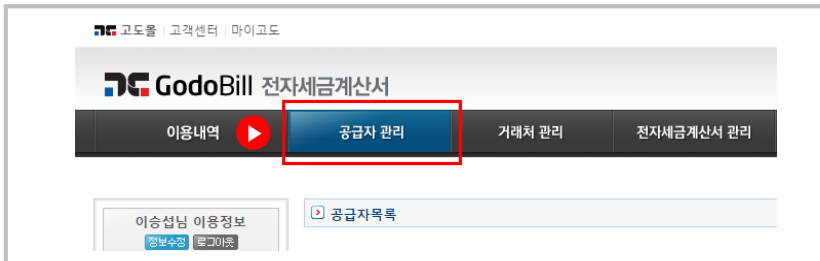 고도몰 | 고객센터 | 마이고도
GodoBill 전자세금계산서
이용내역 공급자 관리 거래처 관리 전자세금계산서 관리
이승섭님 이용정보
정보수정 로그아웃
공급자목록